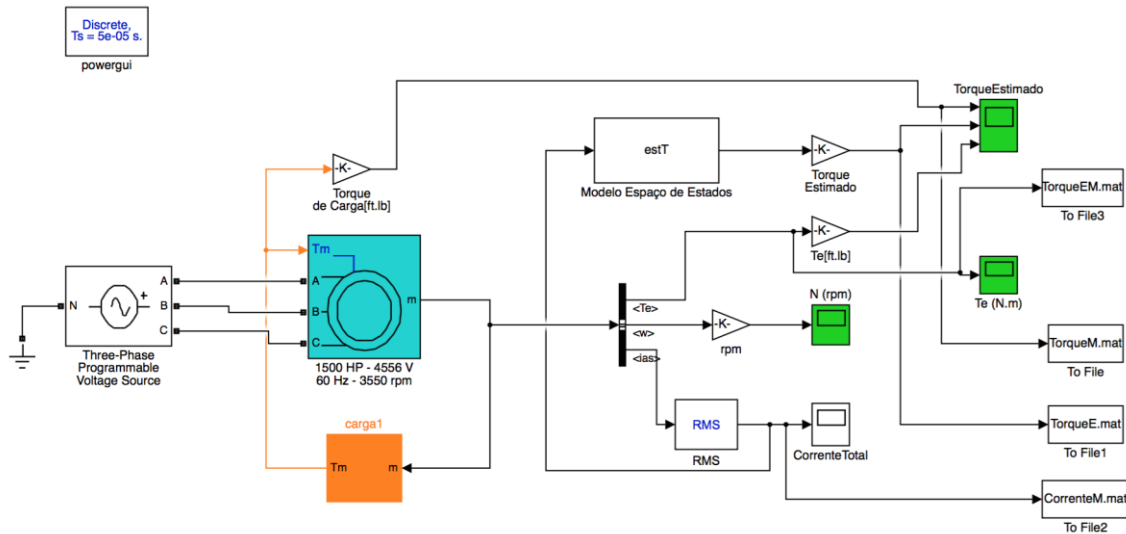 Discrete,
Ts = 5e-05 s.
powergui
TorqueEstimado
-K-
Torque
de Carga[ft.lb]
estT
Modelo Espaço de Estados
-K-
Torque
Estimado
TorqueEM.mat
To File3
-K-
Te[ft.lb]
Te (N.m)
N
A
B
C
Three-Phase
Programmable
Voltage Source
Tm
A
B
C
m
1500 HP - 4556 V
60 Hz - 3550 rpm
<Te>
<w>
<ias>
-K-
rpm
N (rpm)
TorqueM.mat
To File
carga1
Tm
m
RMS
RMS
CorrenteTotal
TorqueE.mat
To File1
CorrenteM.mat
To File2